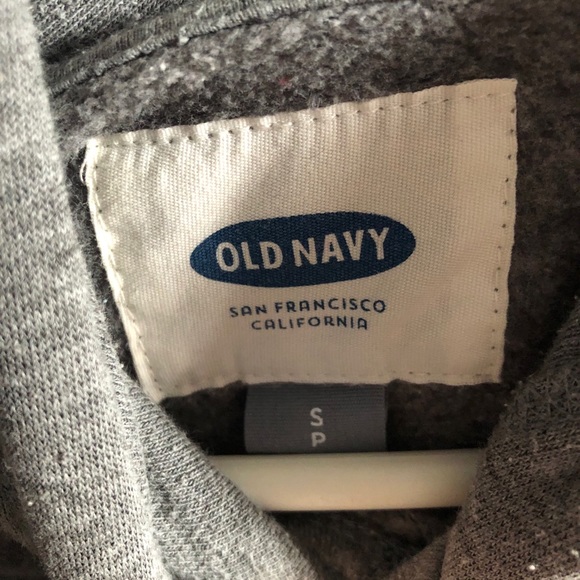 OLD NAVY
SAN FRANCISCO
CALIFORNIA
S
P